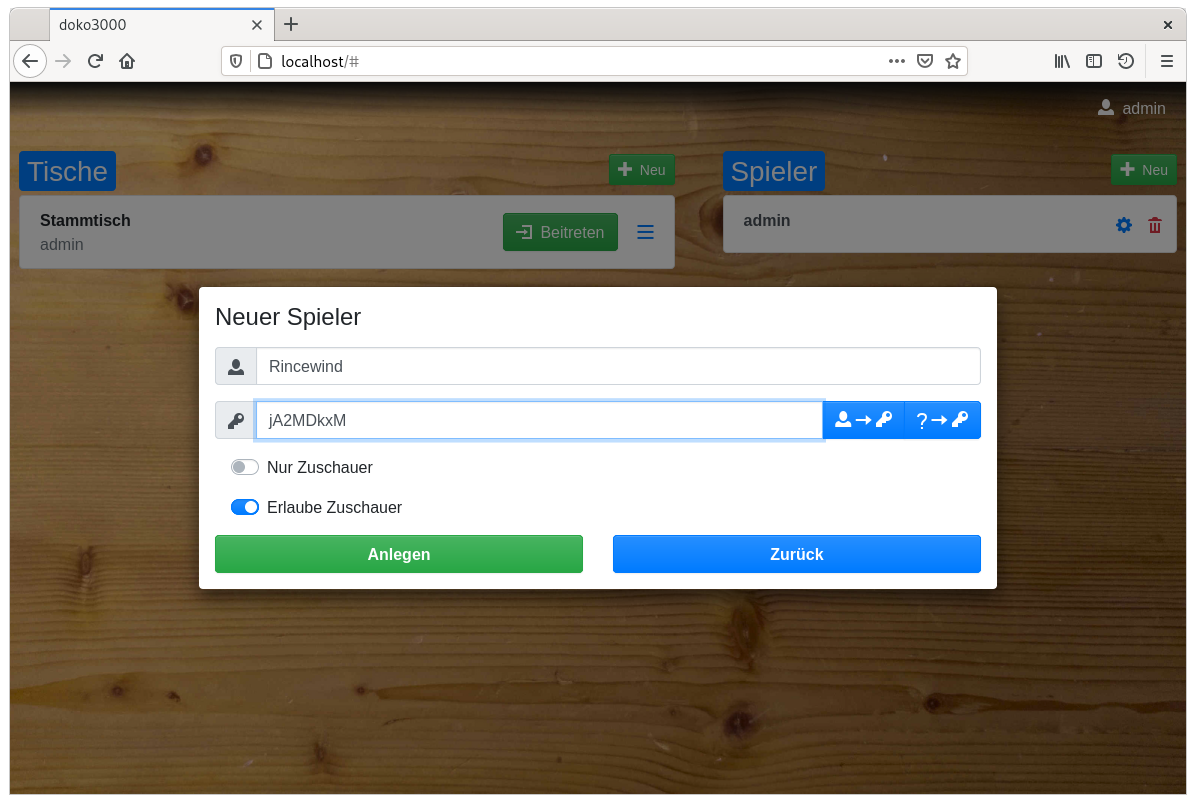 doko3000
localhost/#
admin
Tische
Neu
Stammtisch
admin
Beitreten
Spieler
Neu
admin
Neuer Spieler
Rincewind
jA2MDkxM
?
Nur Zuschauer
Erlaube Zuschauer
Anlegen
Zurück